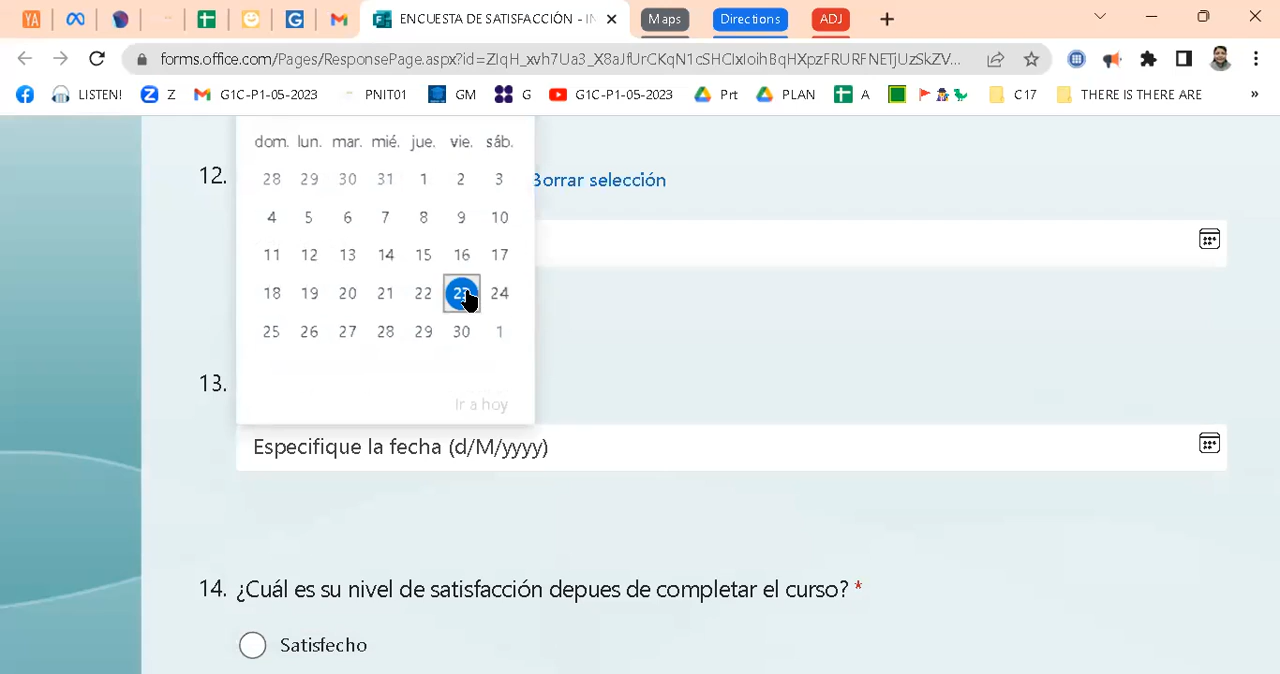 YA
ENCUESTA DE SATISFACCIÓN - IN
Maps
Directions
ADJ
forms.office.com/Pages/ResponsePage.aspx?id=ZIqH_xvh7Ua3_X8aJfUrCKqN1cSHClxIoihBqHXpzFRURFNETjUzSkZV...
LISTEN!
Z
G1C-P1-05-2023
PNIT01
GM
G
G1C-P1-05-2023
Prt
PLAN
A
C17
THERE IS THERE ARE
»
dom. lun. mar. mié. jue. vie. sáb.
12.
28 29 30 31 1 2 3
Borrar selección
4 5 6 7 8 9 10
11 12 13 14 15 16 17
18 19 20 21 22 23 24
25 26 27 28 29 30 1
13.
Ir a hoy
Especifique la fecha (d/M/yyyy)
14. ¿Cuál es su nivel de satisfacción depues de completar el curso? *
Satisfecho